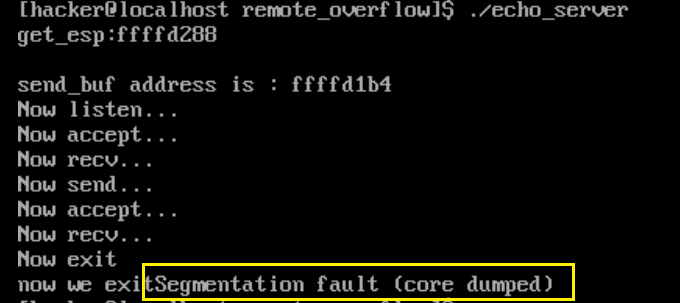 [hacker@localhost remote_overflow]$ ./echo_server
get_esp:ffffd288
send_buf address is : ffffd1b4
Now listen...
Now accept...
Now recv...
Now send...
Now accept...
Now recv...
Now exit
now we exitSegmentation fault (core dumped)